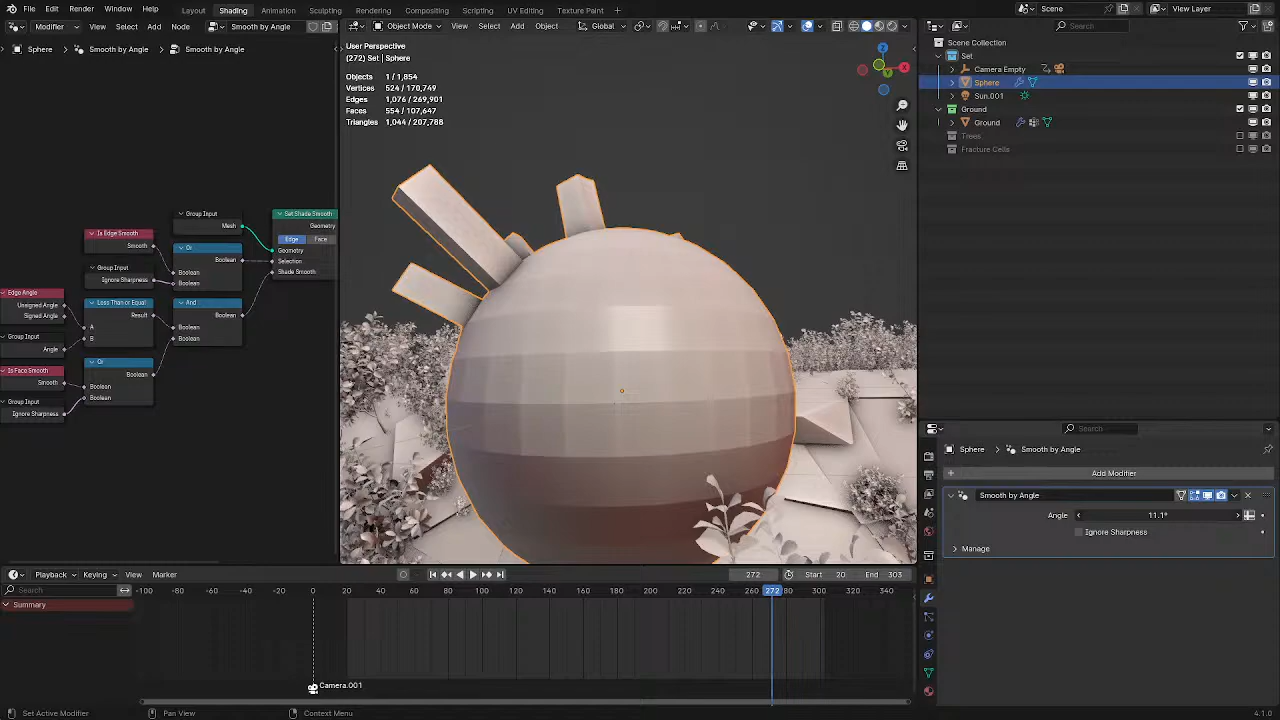 File Edit Render Window Help
Layout Shading Animation Scripting Rendering Compositing Scripting UV Editing Texture Paint +
Scene View Layer
Modifier View Select Add Node Smooth by Angle
Object Mode View Select Add Object Global
Search
Sphere > Smooth by Angle > Smooth by Angle
User Perspective
(272) Set | Sphere
Objects 1 / 1,854
Vertices 524 / 170,749
Edges 1,076 / 269,901
Faces 554 / 107,647
Triangles 1,044 / 207,788
Z
X
Y
Scene Collection
Set
Camera Empty
Sphere
Sun.001
Ground
Ground
Trees
Fracture Cells
Group Input
Mesh
Set Shade Smooth
Geometry
Edge Face
Geometry
Selection
Shade Smooth
Is Edge Smooth
Smooth
Or
Boolean
Boolean
Boolean
Group Input
Ignore Sharpness
Edge Angle
Unsigned Angle
Signed Angle
Less Than or Equal
Result
A
B
And
Boolean
Boolean
Boolean
Group Input
Angle
Is Face Smooth
Smooth
Or
Boolean
Boolean
Boolean
Group Input
Ignore Sharpness
Search
Sphere > Smooth by Angle
Add Modifier
Smooth by Angle
Angle 11.1°
Ignore Sharpness
Manage
Playback Keying View Marker
272 Start 20 End 303
Search
-100 -80 -60 -40 -20 0 20 40 60 80 100 120 140 160 180 200 220 240 260 272 80 300 320 340
Summary
Camera.001
Set Active Modifier Pan View Context Menu 4.1.0